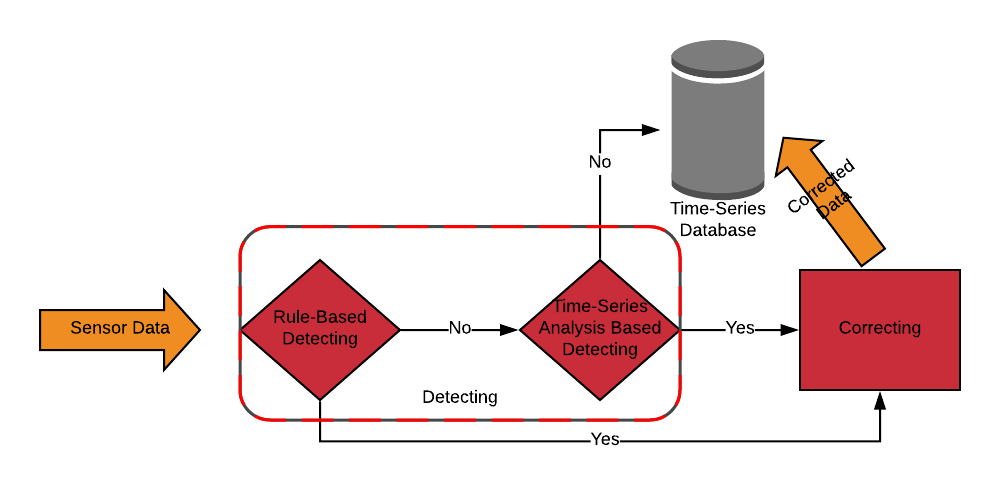 No
Corrected
Data
Time-Series
Database
Sensor Data
Rule-Based
Detecting
No
Time-Series
Analysis Based
Detecting
Yes
Correcting
Detecting
Yes